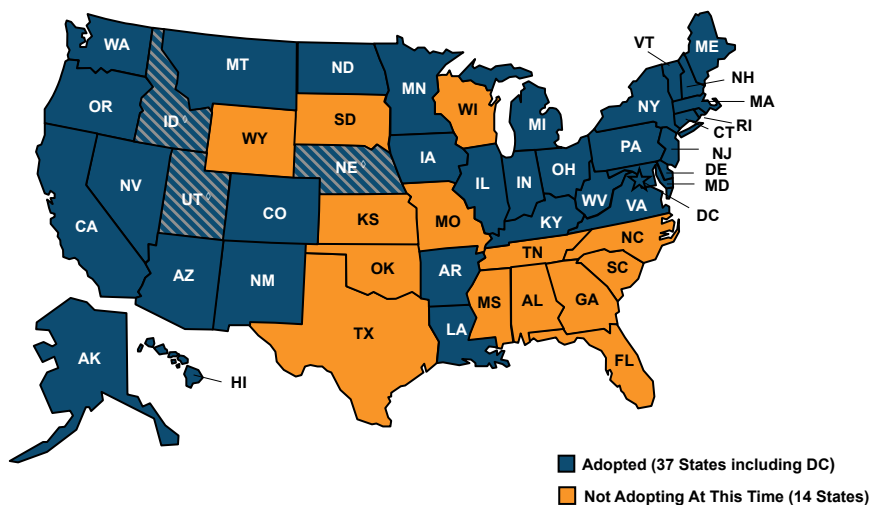 WA
MT
ND
MN
VT
ME
OR
ID◊
WY
SD
WI
MI
NY
NH
MA
RI
CT
PA
NJ
NV
UT◊
NE◊
IA
IL
IN
OH
WV
VA
DE
MD
DC
CA
CO
KS
MO
KY
NC
TN
SC
AZ
NM
OK
AR
MS
AL
GA
TX
LA
FL
AK
HI
Adopted (37 States including DC)
Not Adopting At This Time (14 States)